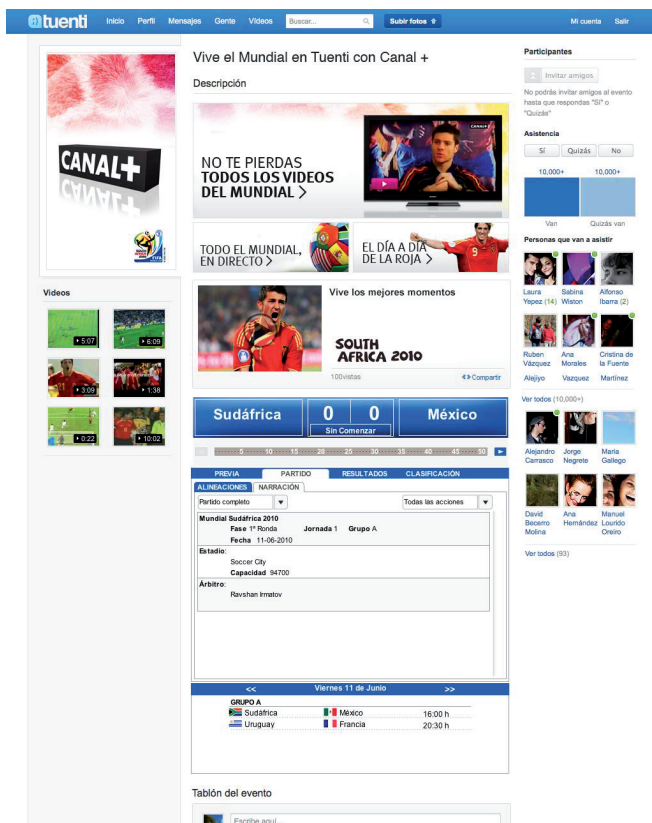 tuenti
Inicio Perfil Mensajes Gente Vídeos Buscar... Subir fotos Mi cuenta Salir
CANAL+
FIFA
Videos
5:07 6:09
3:09 1:38
0:22 10:02
Vive el Mundial en Tuenti con Canal +
Descripción
NO TE PIERDAS
TODOS LOS VIDEOS
DEL MUNDIAL >
CANAL+
TODO EL MUNDIAL,
EN DIRECTO >
EL DÍA A DÍA
DE LA ROJA >
9
Vive los mejores momentos
SOUTH
AFRICA 2010
100visitas Compartir
Sudáfrica 0 0 México
Sin Comenzar
5 10 15 20 25 30 35 40 45 50
PREVIA PARTIDO RESULTADOS CLASIFICACIÓN
ALINEACIONES NARRACIÓN
Partido completo Todas las acciones
Mundial Sudáfrica 2010
Fase 1ª Ronda Jornada 1 Grupo A
Fecha 11-06-2010
Estadio:
Soccer City
Capacidad 94700
Árbitro:
Ravshan Irmatov
<< Viernes 11 de Junio >>
GRUPO A
Sudáfrica México 16:00 h
Uruguay Francia 20:30 h
Tablón del evento
Escribe aquí...
Participantes
Invitar amigos
No podrás invitar amigos al evento
hasta que respondas "Sí" o
"Quizás"
Asistencia
Sí Quizás No
10,000+ 10,000+
Van Quizás van
Personas que van a asistir
Laura Sabina Alfonso
Yepez (14) Wiston Ibarra (2)
Ruben Ana Cristina de
Vázquez Morales la Fuente
Alejiyo Vazquez Martínez
Ver todos (10,000+)
Alejandro Jorge Maria
Carrasco Negrete Gallego
David Ana Manuel
Becerro Hernández Lourido
Molina Oreiro
Ver todos (93)